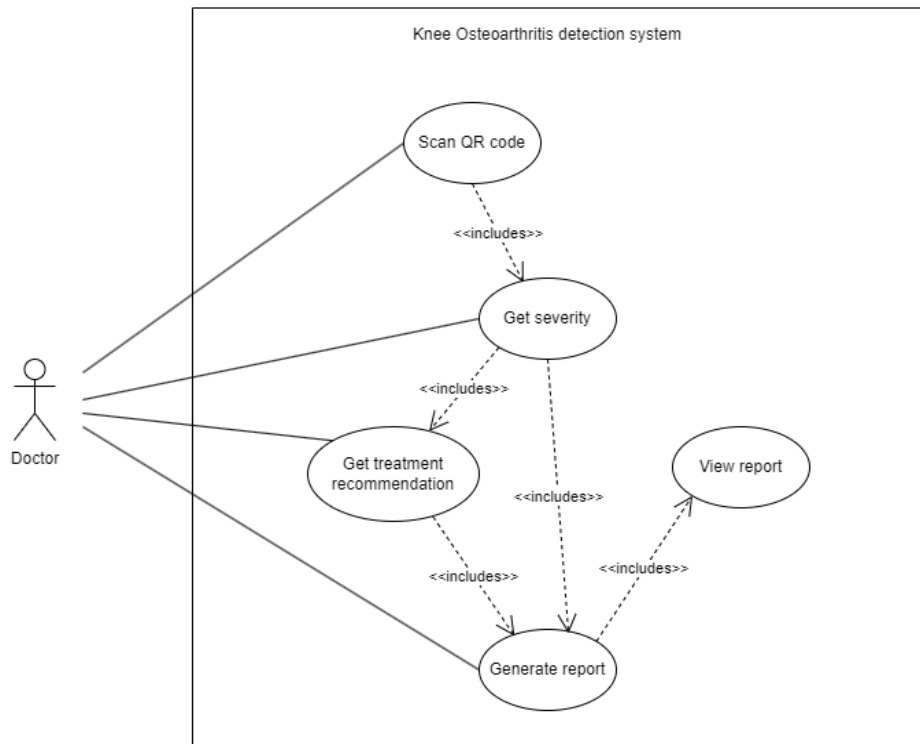 Knee Osteoarthritis detection system
Scan QR code
<<includes>>
Get severity
<<includes>>
Doctor
Get treatment
recommendation
View report
<<includes>>
<<includes>>
<<includes>>
Generate report